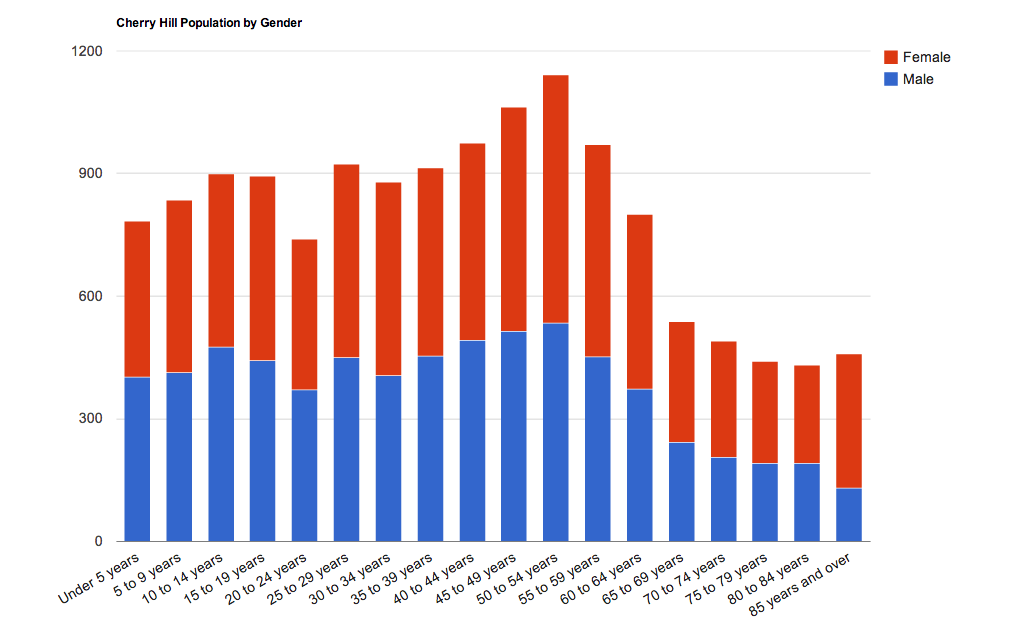 Cherry Hill Population by Gender
1200
900
600
300
0
Female
Male
Under 5 years
5 to 9 years
10 to 14 years
15 to 19 years
20 to 24 years
25 to 29 years
30 to 34 years
35 to 39 years
40 to 44 years
45 to 49 years
50 to 54 years
55 to 59 years
60 to 64 years
65 to 69 years
70 to 74 years
75 to 79 years
80 to 84 years
85 years and over